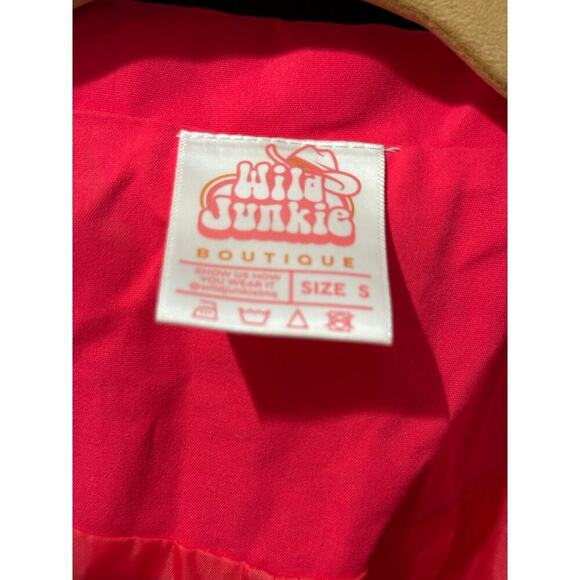 Wild
Junkie
BOUTIQUE
SHOW US HOW
YOU WEAR IT
SIZE S